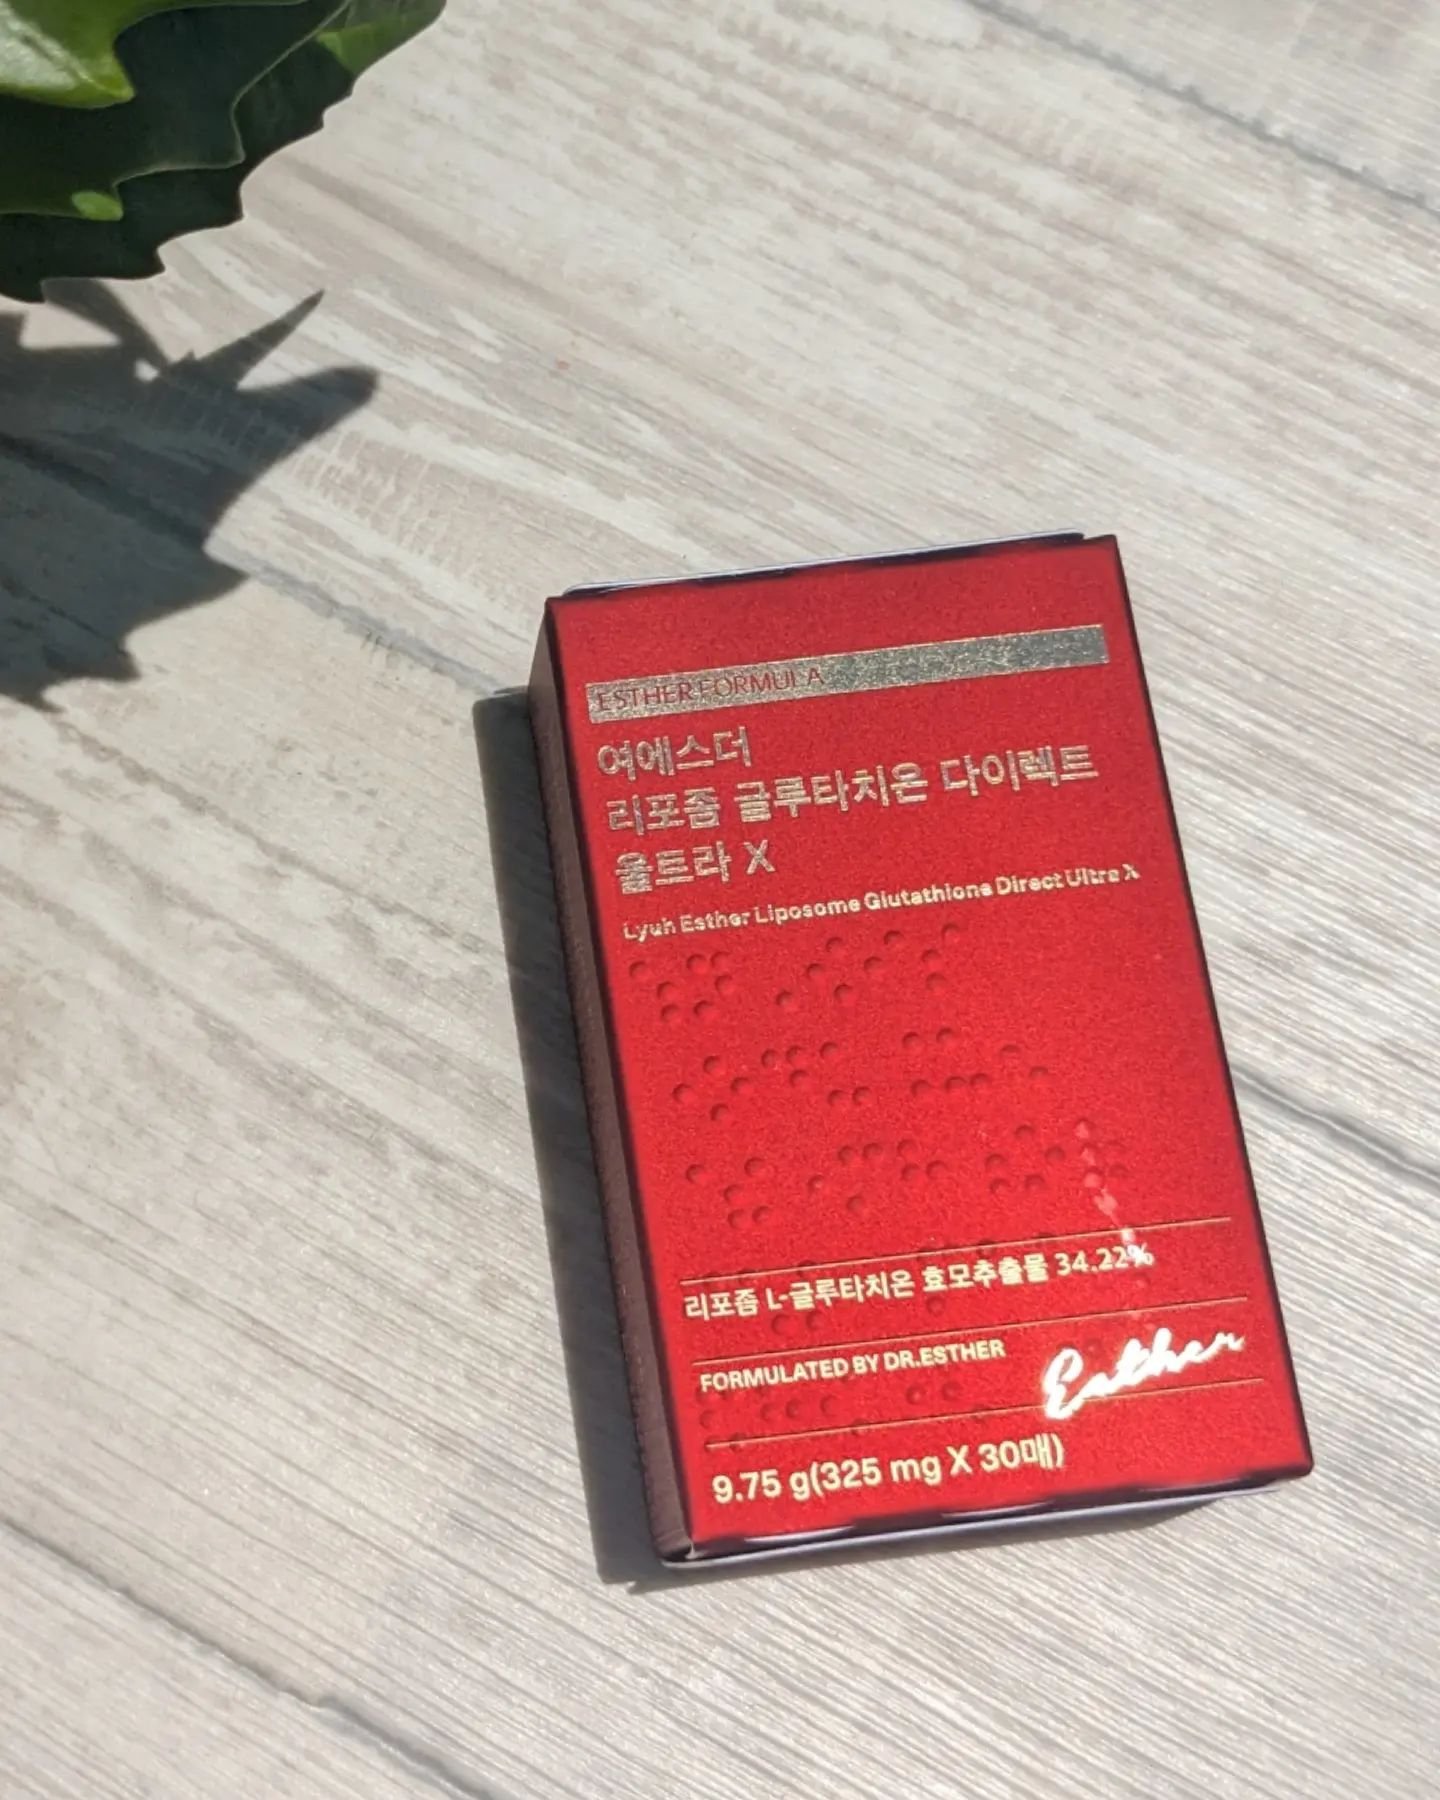 ESTHER FORMULA
여에스더
리포좀 글루타치온 다이렉트
울트라 X
Lyuh Esther Liposome Glutathione Direct Ultra X
리포좀 L-글루타치온 효모추출물 34.22%
FORMULATED BY DR.ESTHER
Esther
9.75 g(325 mg X 30매)